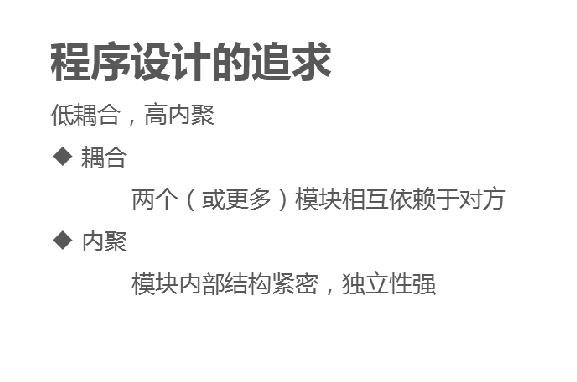 程序设计的追求
低耦合，高内聚
◆ 耦合
两个（或更多）模块相互依赖于对方
◆ 内聚
模块内部结构紧密，独立性强